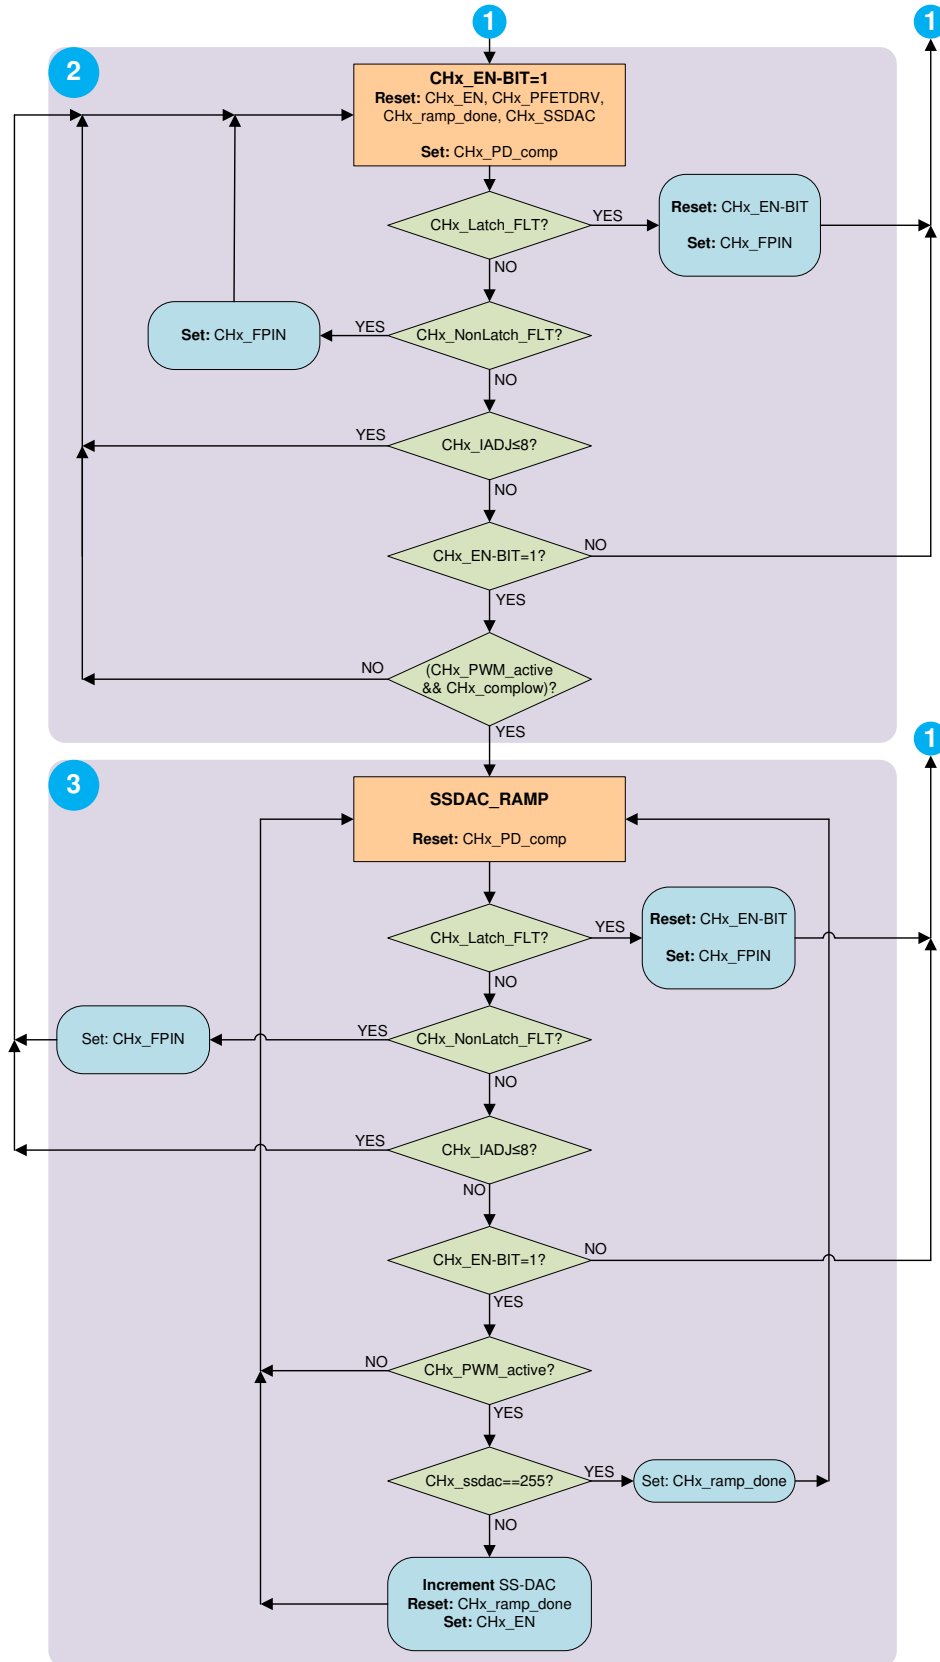 1
1
2
CHx_EN-BIT=1
Reset: CHx_EN, CHx_PFETDRV,
CHx_ramp_done, CHx_SSDAC
Set: CHx_PD_comp
CHx_Latch_FLT?
YES
Reset: CHx_EN-BIT
Set: CHx_FPIN
NO
CHx_NonLatch_FLT?
YES
Set: CHx_FPIN
NO
CHx_IADJ≤8?
YES
NO
CHx_EN-BIT=1?
NO
YES
(CHx_PWM_active
&& CHx_complow)?
NO
YES
1
3
SSDAC_RAMP
Reset: CHx_PD_comp
CHx_Latch_FLT?
YES
Reset: CHx_EN-BIT
Set: CHx_FPIN
NO
CHx_NonLatch_FLT?
YES
Set: CHx_FPIN
NO
CHx_IADJ≤8?
YES
NO
CHx_EN-BIT=1?
NO
YES
CHx_PWM_active?
NO
YES
CHx_ssdac==255?
YES
Set: CHx_ramp_done
NO
Increment SS-DAC
Reset: CHx_ramp_done
Set: CHx_EN